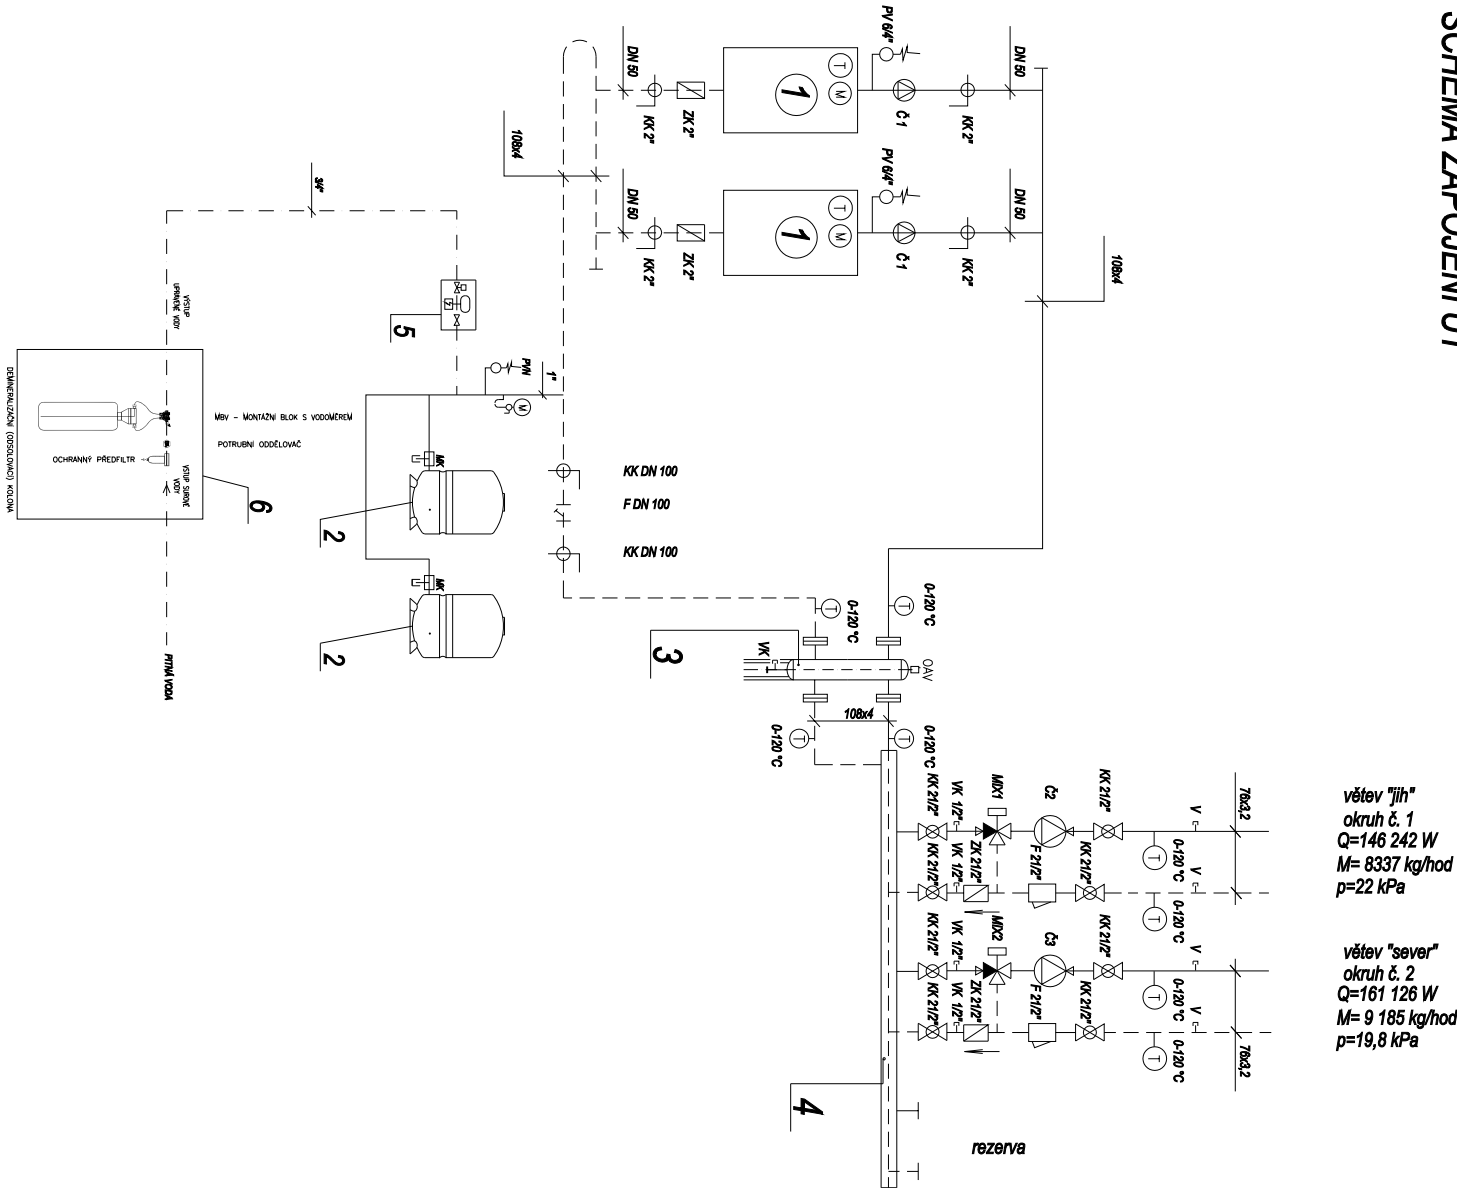 SCHÉMA ZAPOJENÍ ÚT
DN 50
KK 2"
ZK 2"
1
T
M
PV 6/4"
Č 1
KK 2"
DN 50
108x4
DN 50
KK 2"
ZK 2"
1
T
M
PV 6/4"
Č 1
KK 2"
DN 50
108x4
3/4"
VÝSTUP
UPRAVENÉ VODY
5
PVN
1"
M
DEMINERALIZAČNÍ (ODSOLOVACÍ) KOLONA
MBV - MONTÁŽNÍ BLOK S VODOMĚREM
POTRUBNÍ ODDĚLOVAČ
OCHRANNÝ PŘEDFILTR
VSTUP SUROVÉ
VODY
6
PITNÁ VODA
MK
2
MK
2
KK DN 100
F DN 100
KK DN 100
T
0-120 °C
T
0-120 °C
3
VK
OAV
108x4
T
0-120 °C
T
0-120 °C
KK 21/2"
VK 1/2"
MIX1
Č2
KK 21/2"
T
0-120 °C
V
76x3,2
KK 21/2"
VK 1/2"
ZK 21/2"
F 21/2"
KK 21/2"
T
0-120 °C
V
větev "jih"
okruh č. 1
Q=146 242 W
M= 8337 kg/hod
p=22 kPa
KK 21/2"
VK 1/2"
MIX2
Č3
KK 21/2"
T
0-120 °C
V
KK 21/2"
VK 1/2"
ZK 21/2"
F 21/2"
KK 21/2"
T
0-120 °C
V
76x3,2
větev "sever"
okruh č. 2
Q=161 126 W
M= 9 185 kg/hod
p=19,8 kPa
4
rezerva